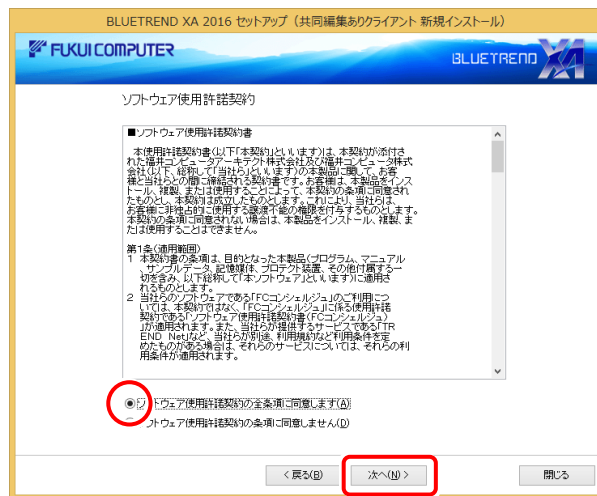 BLUETREND XA 2016 セットアップ（共同編集ありクライアント 新規インストール）
FUKUI COMPUTER
BLUETREND XA
ソフトウェア使用許諾契約
■ソフトウェア使用許諾契約書
本使用許諾契約書(以下「本契約」といいます)は、本契約が添付さ
れた福井コンピュータアーキテクト株式会社及び福井コンピュータ株式
会社(以下、総称して「当社ら」といいます)の本製品に関して、お客
様と当社らとの間に締結される契約書です。お客様は、本製品をインス
トール、複製、または使用することによって、本契約の条項に同意され
たものとし、本契約は成立したものとします。これにより、当社らは、
お客様に非独占的に使用する譲渡不能の権限を付与するものとします。
本契約の条項に同意されない場合は、本製品をインストール、複製、ま
たは使用することはできません。
第1条(適用範囲)
1 本契約書の条項は、目的となった本製品(プログラム、マニュアル
、サンプルデータ、記憶媒体、プロテクト装置、その他付属する一
切を含み、以下総称して「本ソフトウェア」といいます)に適用さ
れるものとします。
2 当社らのソフトウェアである「FCコンシェルジュ」のご利用につ
いては、本契約ではなく、「FCコンシェルジュ」に係る使用許諾
契約である「ソフトウェア使用許諾契約書(FCコンシェルジュ)
」が適用されます。また、当社らが提供するサービスである「TR
END Net」など、当社らが別途、利用規約など利用条件を定
めたものがある場合は、それらのサービスについては、それらの利
用条件が適用されます。
ソフトウェア使用許諾契約の全条項に同意します(A)
フトウェア使用許諾契約の条項に同意しません(D)
< 戻る(B)
次へ(N) >
閉じる